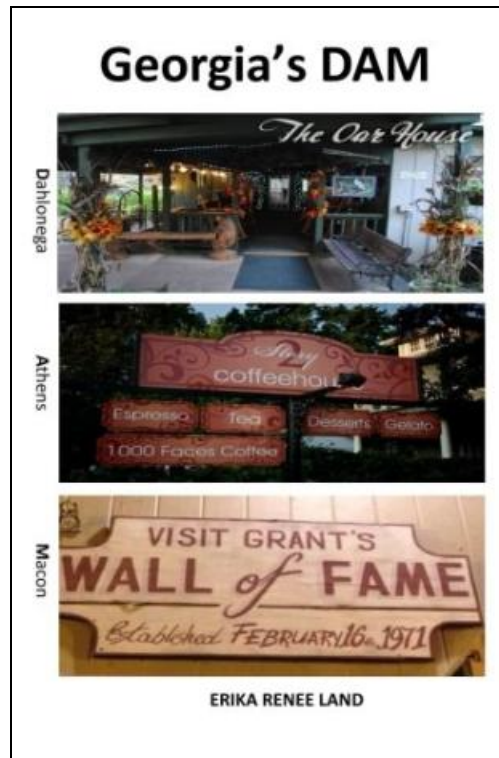 Georgia's DAM
Dahlonega
The Oar House
Athens
coffeehou
Espresso
Tea
Desserts
Gelato
1000 Faces Coffee
Macon
VISIT GRANT'S
WALL of FAME
Established FEBRUARY 16th 1971
ERIKA RENEE LAND